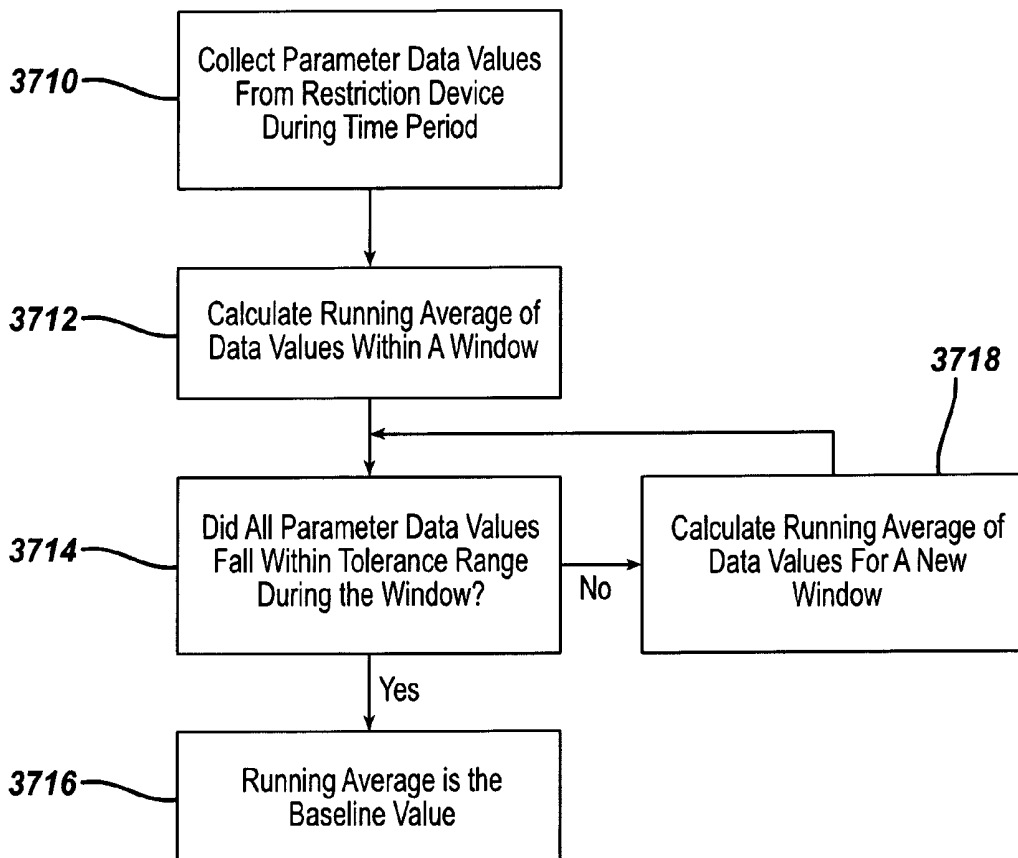 3710
Collect Parameter Data Values
From Restriction Device
During Time Period
3712
Calculate Running Average of
Data Values Within A Window
3718
3714
Did All Parameter Data Values
Fall Within Tolerance Range
During the Window?
No
Calculate Running Average of
Data Values For A New
Window
Yes
3716
Running Average is the
Baseline Value